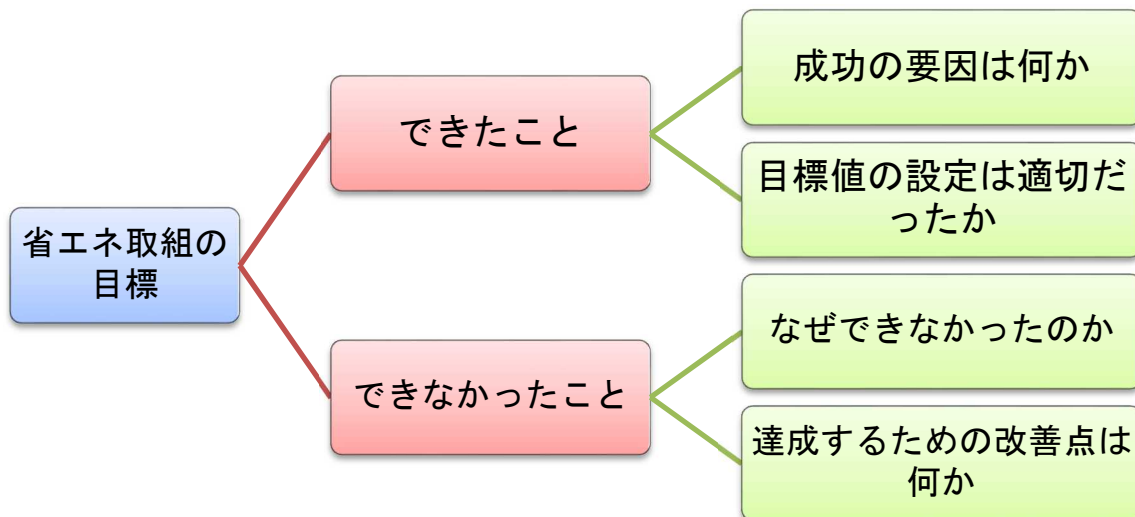 省エネ取組の
目標
できたこと
できなかったこと
成功の要因は何か
目標値の設定は適切だ
ったか
なぜできなかったのか
達成するための改善点は
何か